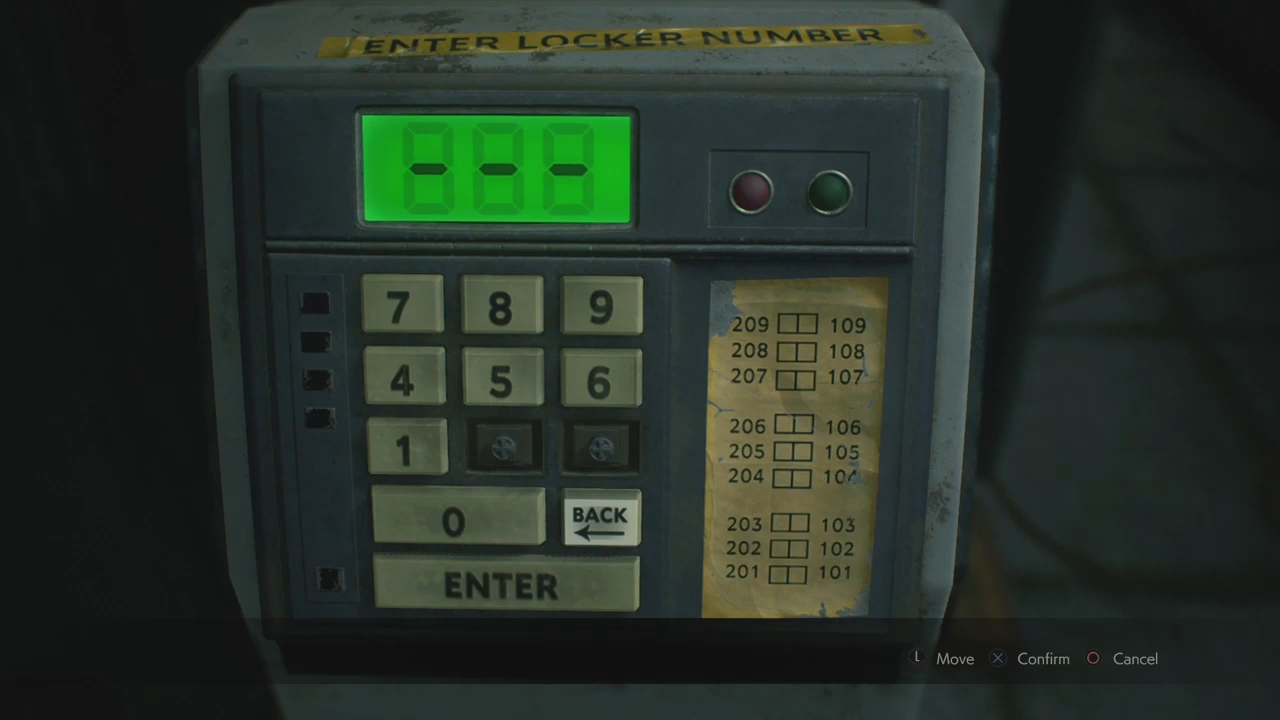 ENTER LOCKER NUMBER
- - -
7 8 9
4 5 6
1
0 BACK
ENTER
209 109
208 108
207 107
206 106
205 105
204 104
203 103
202 102
201 101
L Move Confirm Cancel